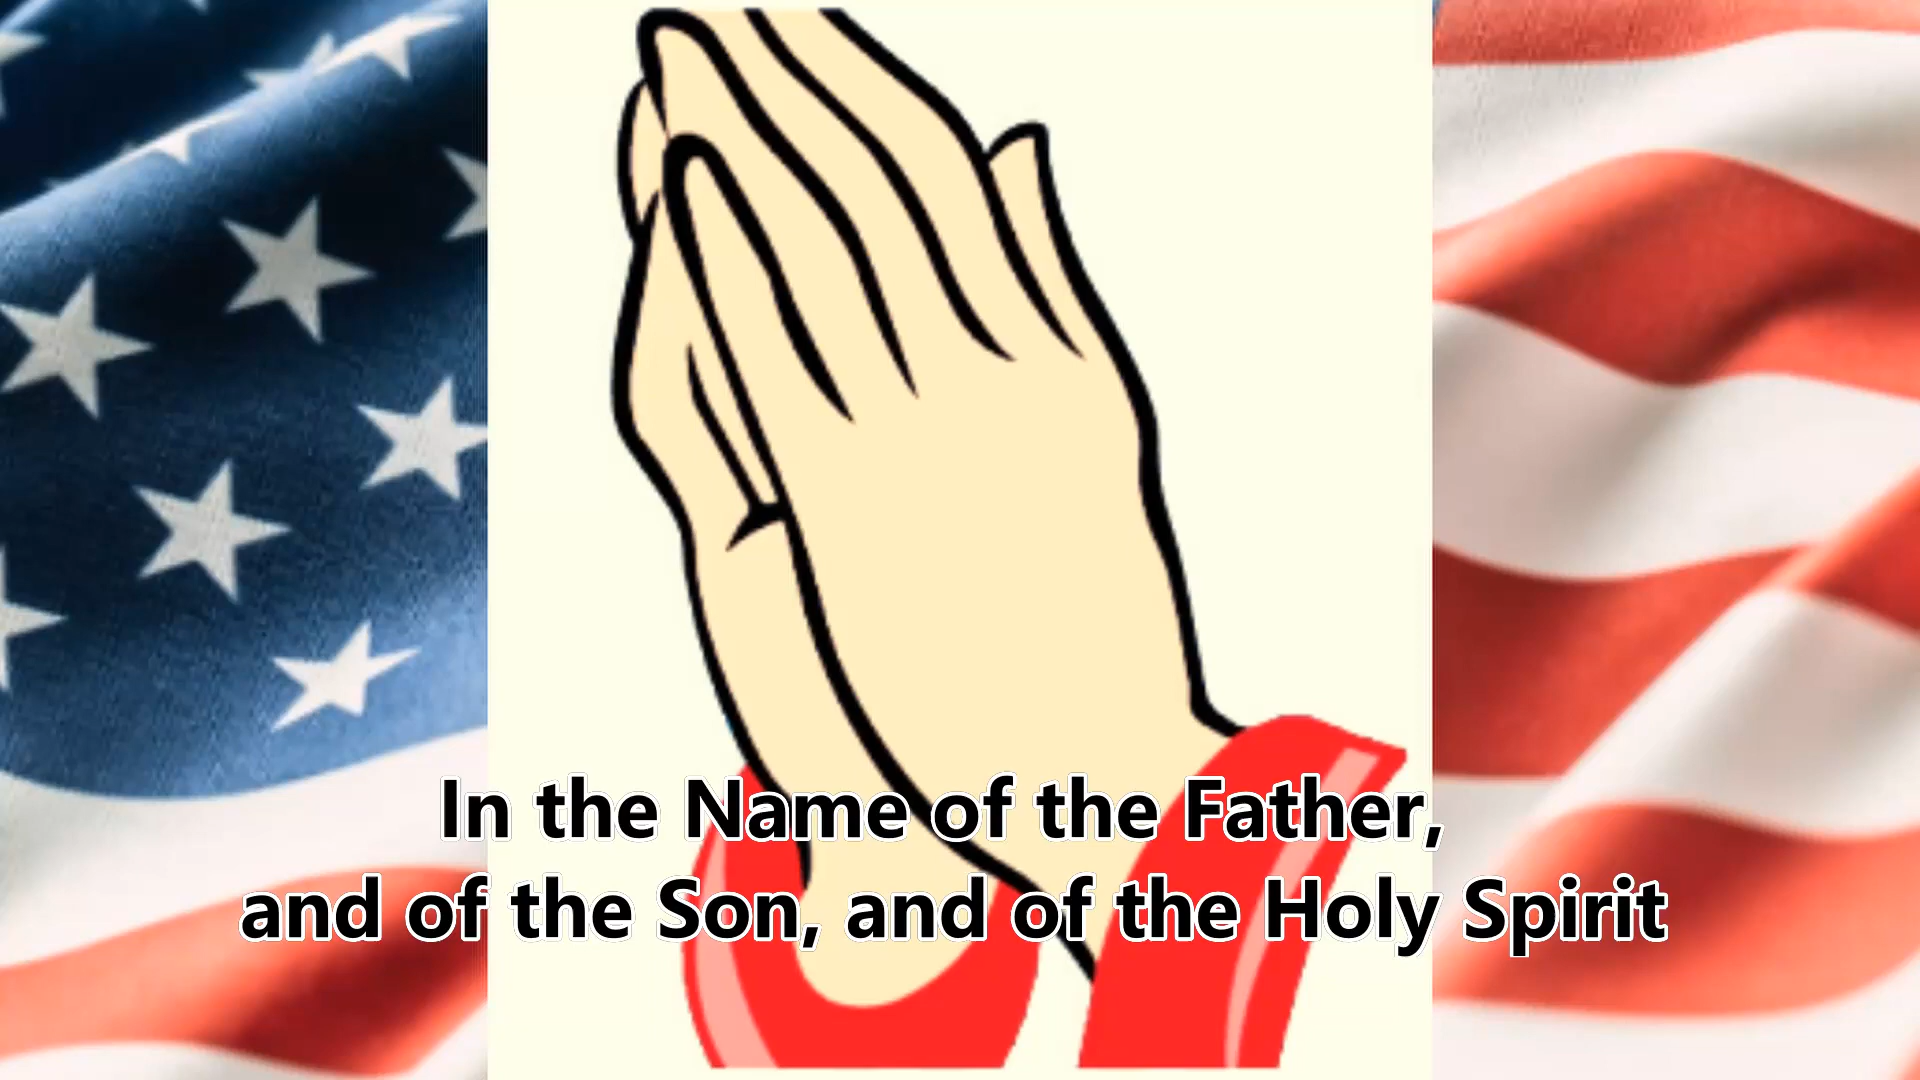 In the Name of the Father,
and of the Son, and of the Holy Spirit